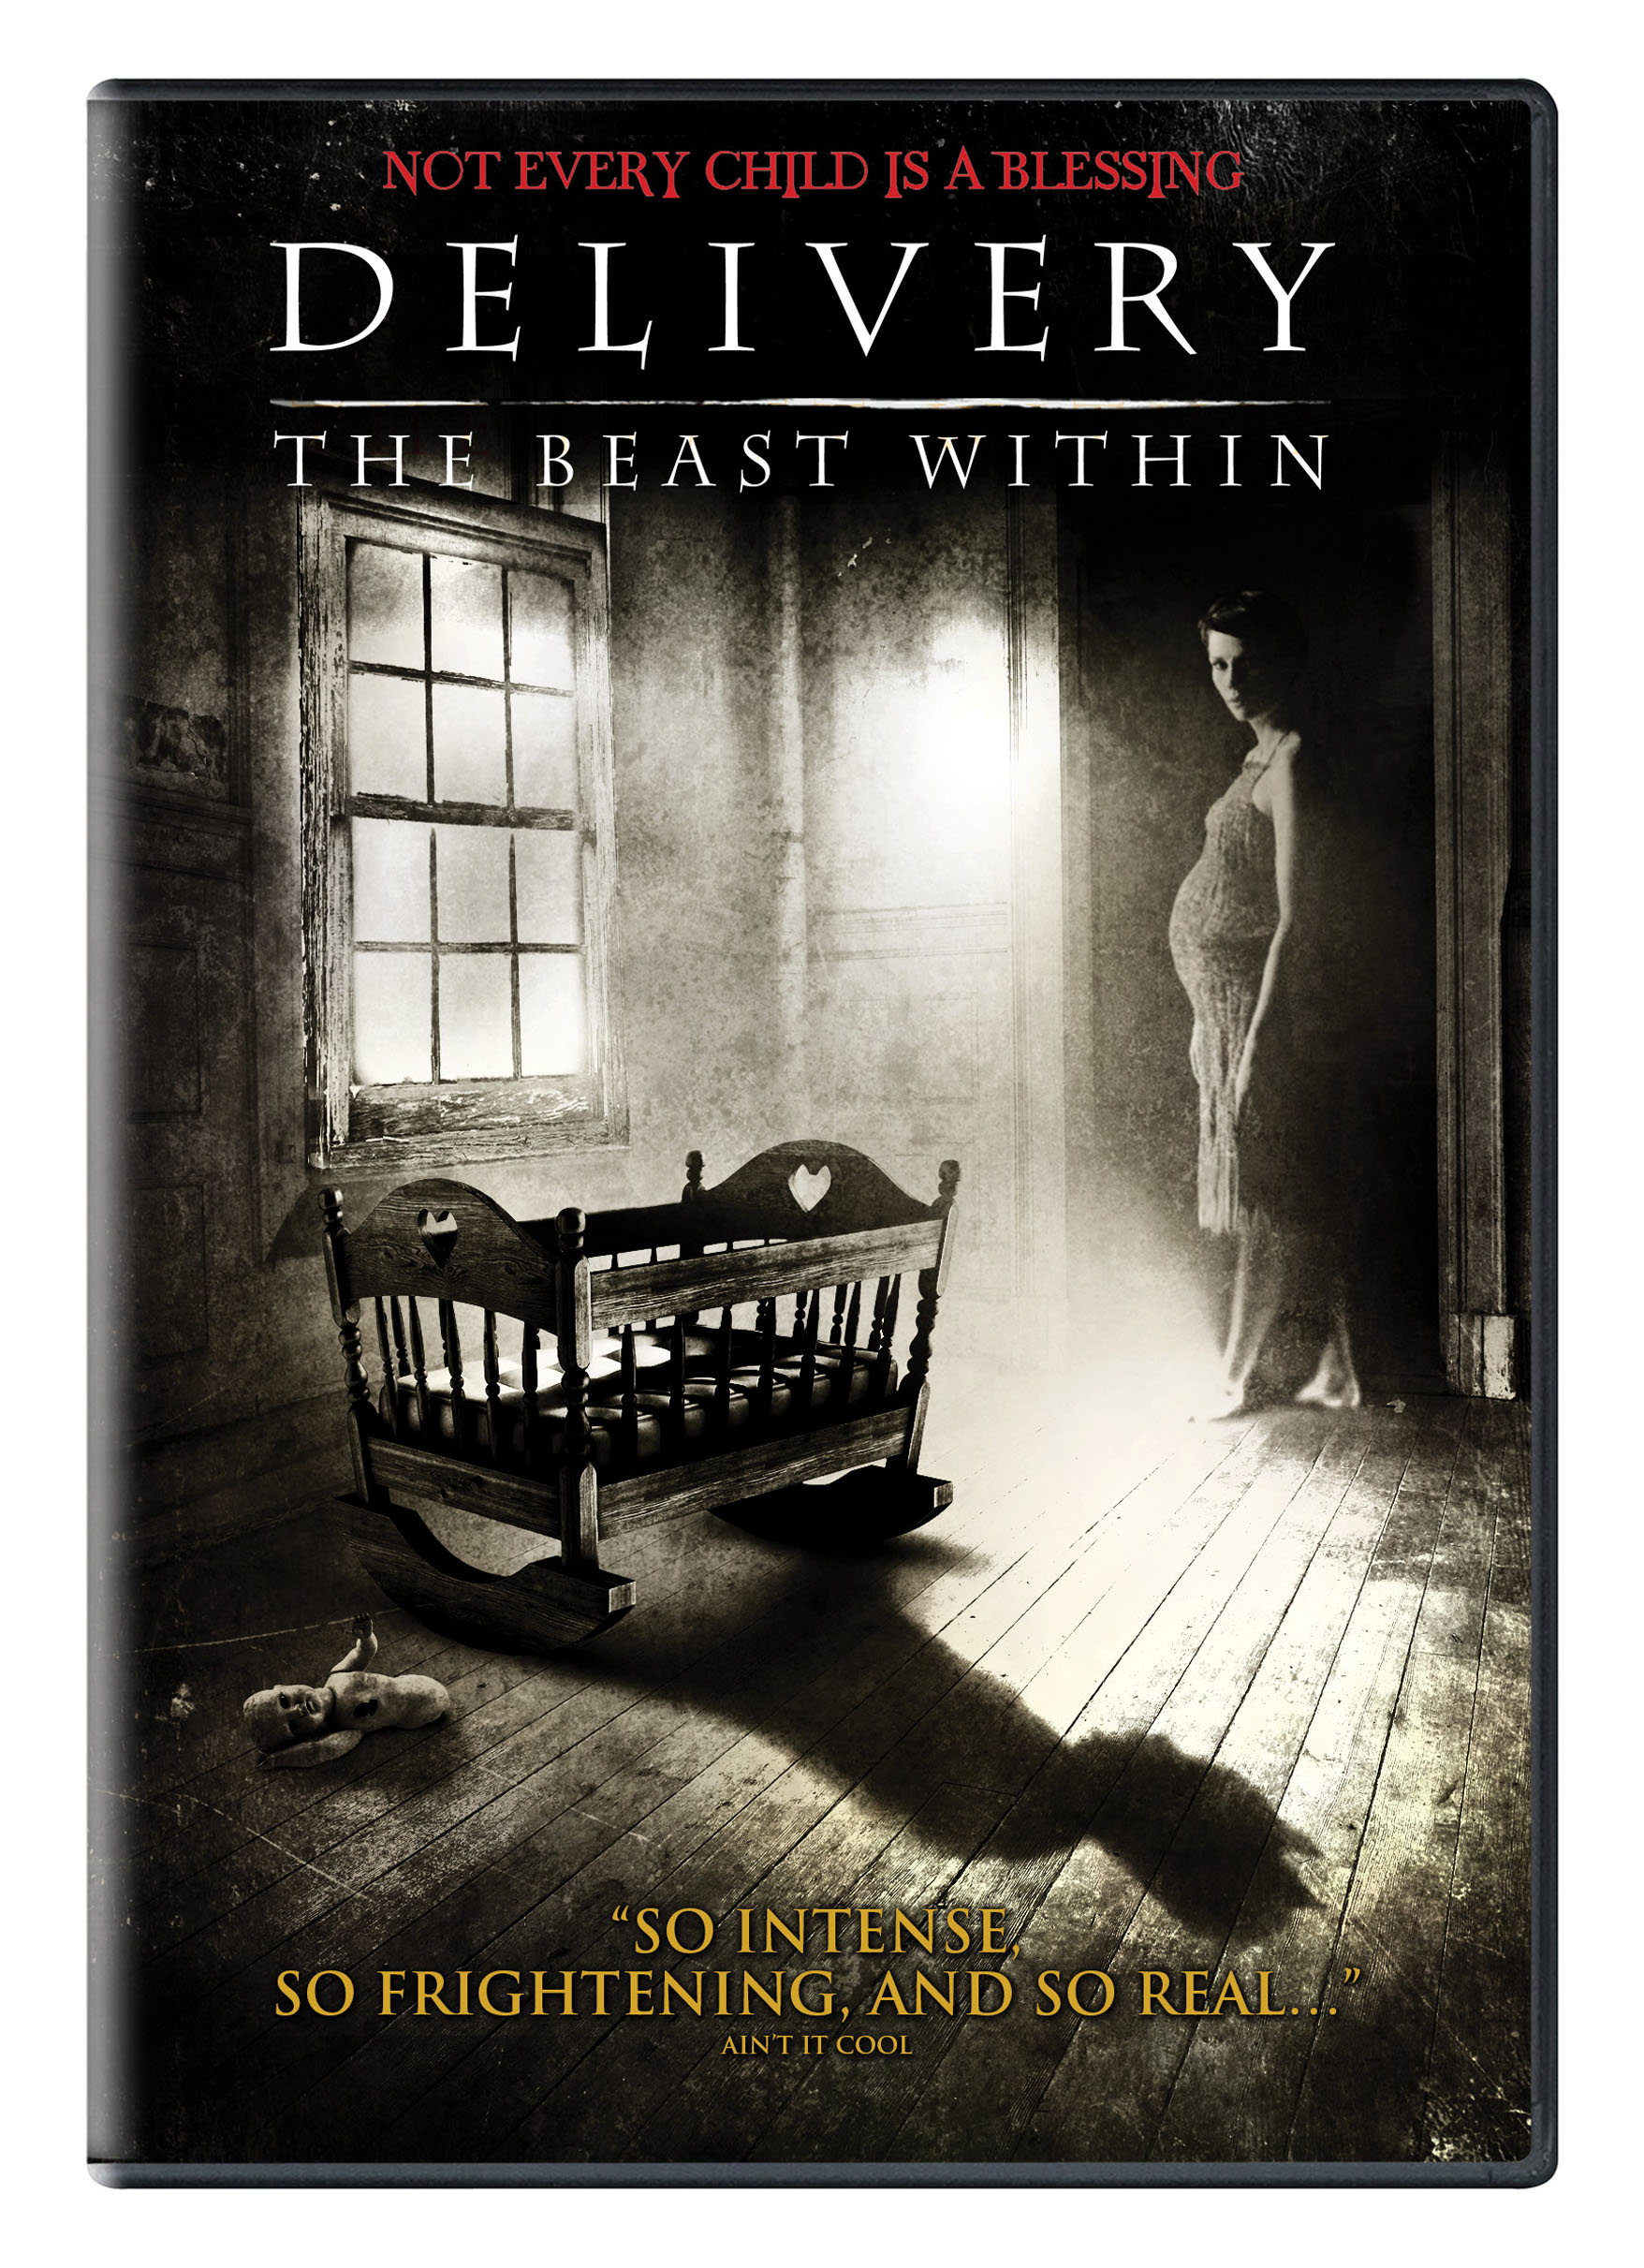 NOT EVERY CHILD IS A BLESSING
DELIVERY
THE BEAST WITHIN
“SO INTENSE,
SO FRIGHTENING, AND SO REAL...”
AIN'T IT COOL